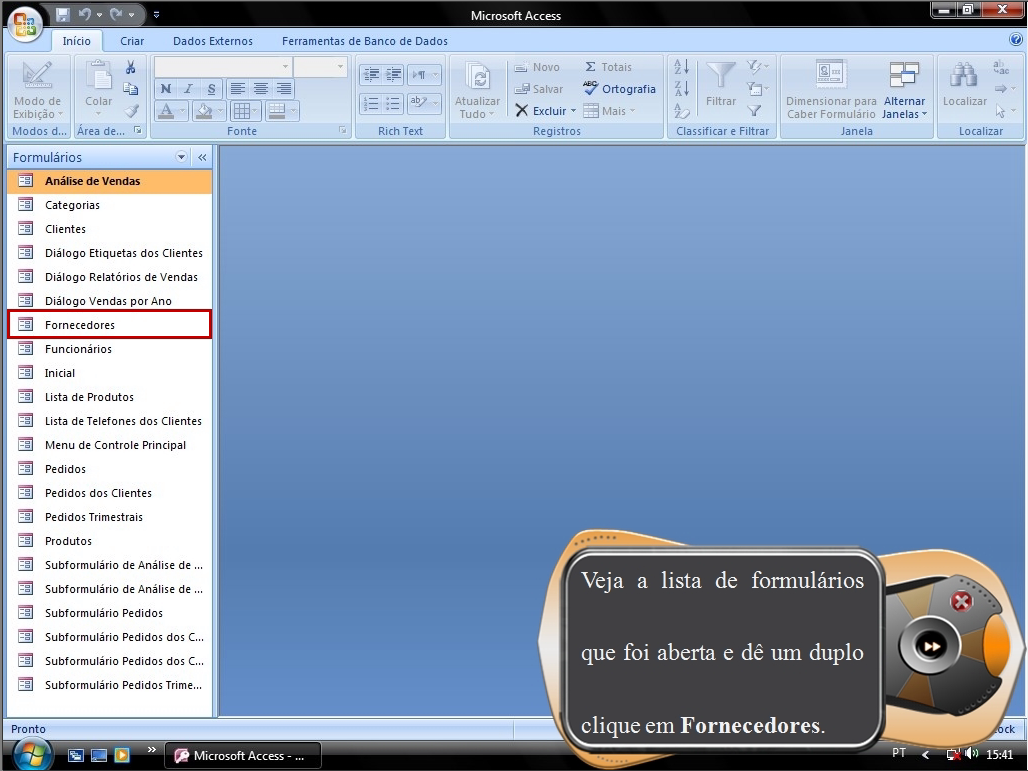 Microsoft Access
Início Criar Dados Externos Ferramentas de Banco de Dados
Modo de Exibição
Modos d...
Colar
Área de...
N I S
A
Fonte
Rich Text
Atualizar Tudo
Novo
Salvar
Excluir
Totais
Ortografia
Mais
Registros
Filtrar
Classificar e Filtrar
Dimensionar para Caber Formulário
Alternar Janelas
Janela
Localizar
Localizar
Formulários
Análise de Vendas
Categorias
Clientes
Diálogo Etiquetas dos Clientes
Diálogo Relatórios de Vendas
Diálogo Vendas por Ano
Fornecedores
Funcionários
Inicial
Lista de Produtos
Lista de Telefones dos Clientes
Menu de Controle Principal
Pedidos
Pedidos dos Clientes
Pedidos Trimestrais
Produtos
Subformulário de Análise de ...
Subformulário de Análise de ...
Subformulário Pedidos
Subformulário Pedidos dos C...
Subformulário Pedidos dos C...
Subformulário Pedidos Trime...
Veja a lista de formulários
que foi aberta e dê um duplo
clique em Fornecedores.
Pronto
Microsoft Access - ...
PT
15:41